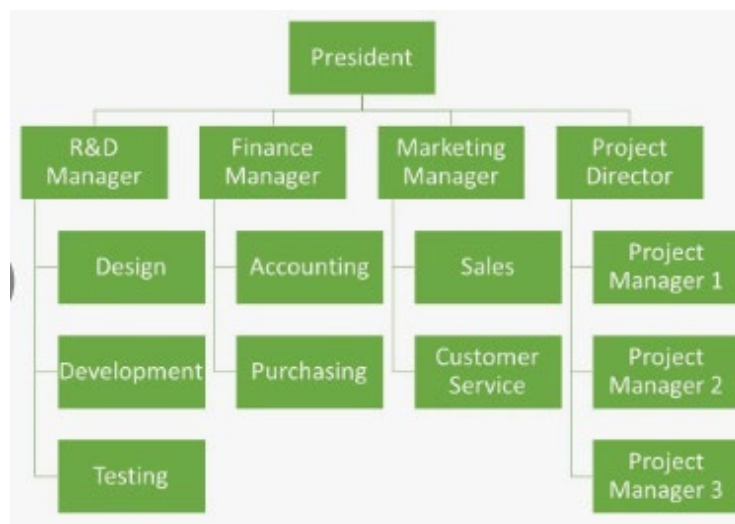 President
R&D
Manager
Finance
Manager
Marketing
Manager
Project
Director
Design
Accounting
Sales
Project
Manager 1
Development
Purchasing
Customer
Service
Project
Manager 2
Testing
Project
Manager 3